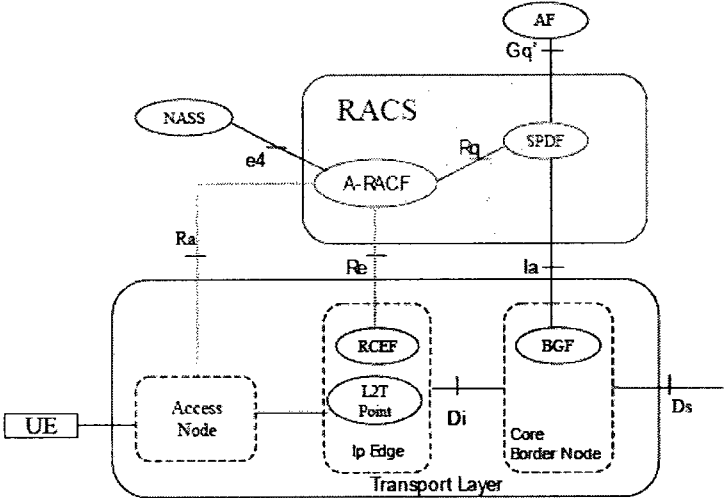 AF
Gq'
RACS
NASS
SPDF
Rq
e4
A-RACF
Ra
Re
Ia
RCEF
BGF
L2T
Point
Access
Node
UE
Di
Ds
Core
Border Node
Ip Edge
Transport Layer